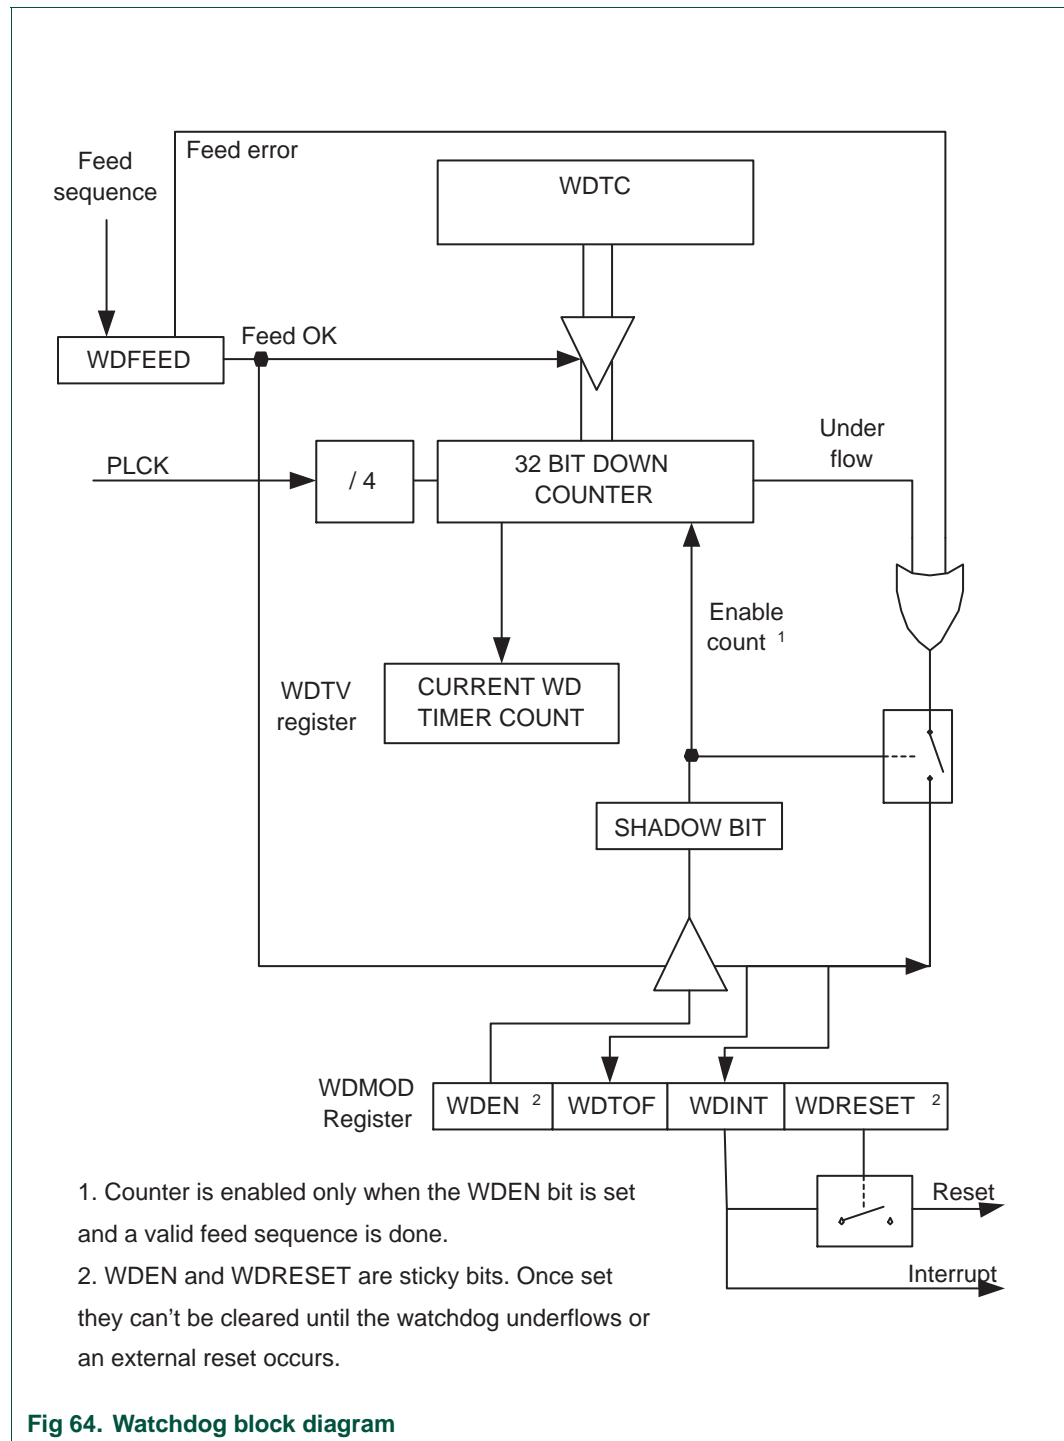 Feed error
Feed
sequence
WDTC
Feed OK
WDFEED
Under
flow
PLCK
/ 4
32 BIT DOWN
COUNTER
Enable
count 1
WDTV
register
CURRENT WD
TIMER COUNT
SHADOW BIT
WDMOD
Register
WDEN 2
WDTOF
WDINT
WDRESET 2
1. Counter is enabled only when the WDEN bit is set
and a valid feed sequence is done.
2. WDEN and WDRESET are sticky bits. Once set
they can’t be cleared until the watchdog underflows or
an external reset occurs.
Reset
Interrupt
Fig 64. Watchdog block diagram